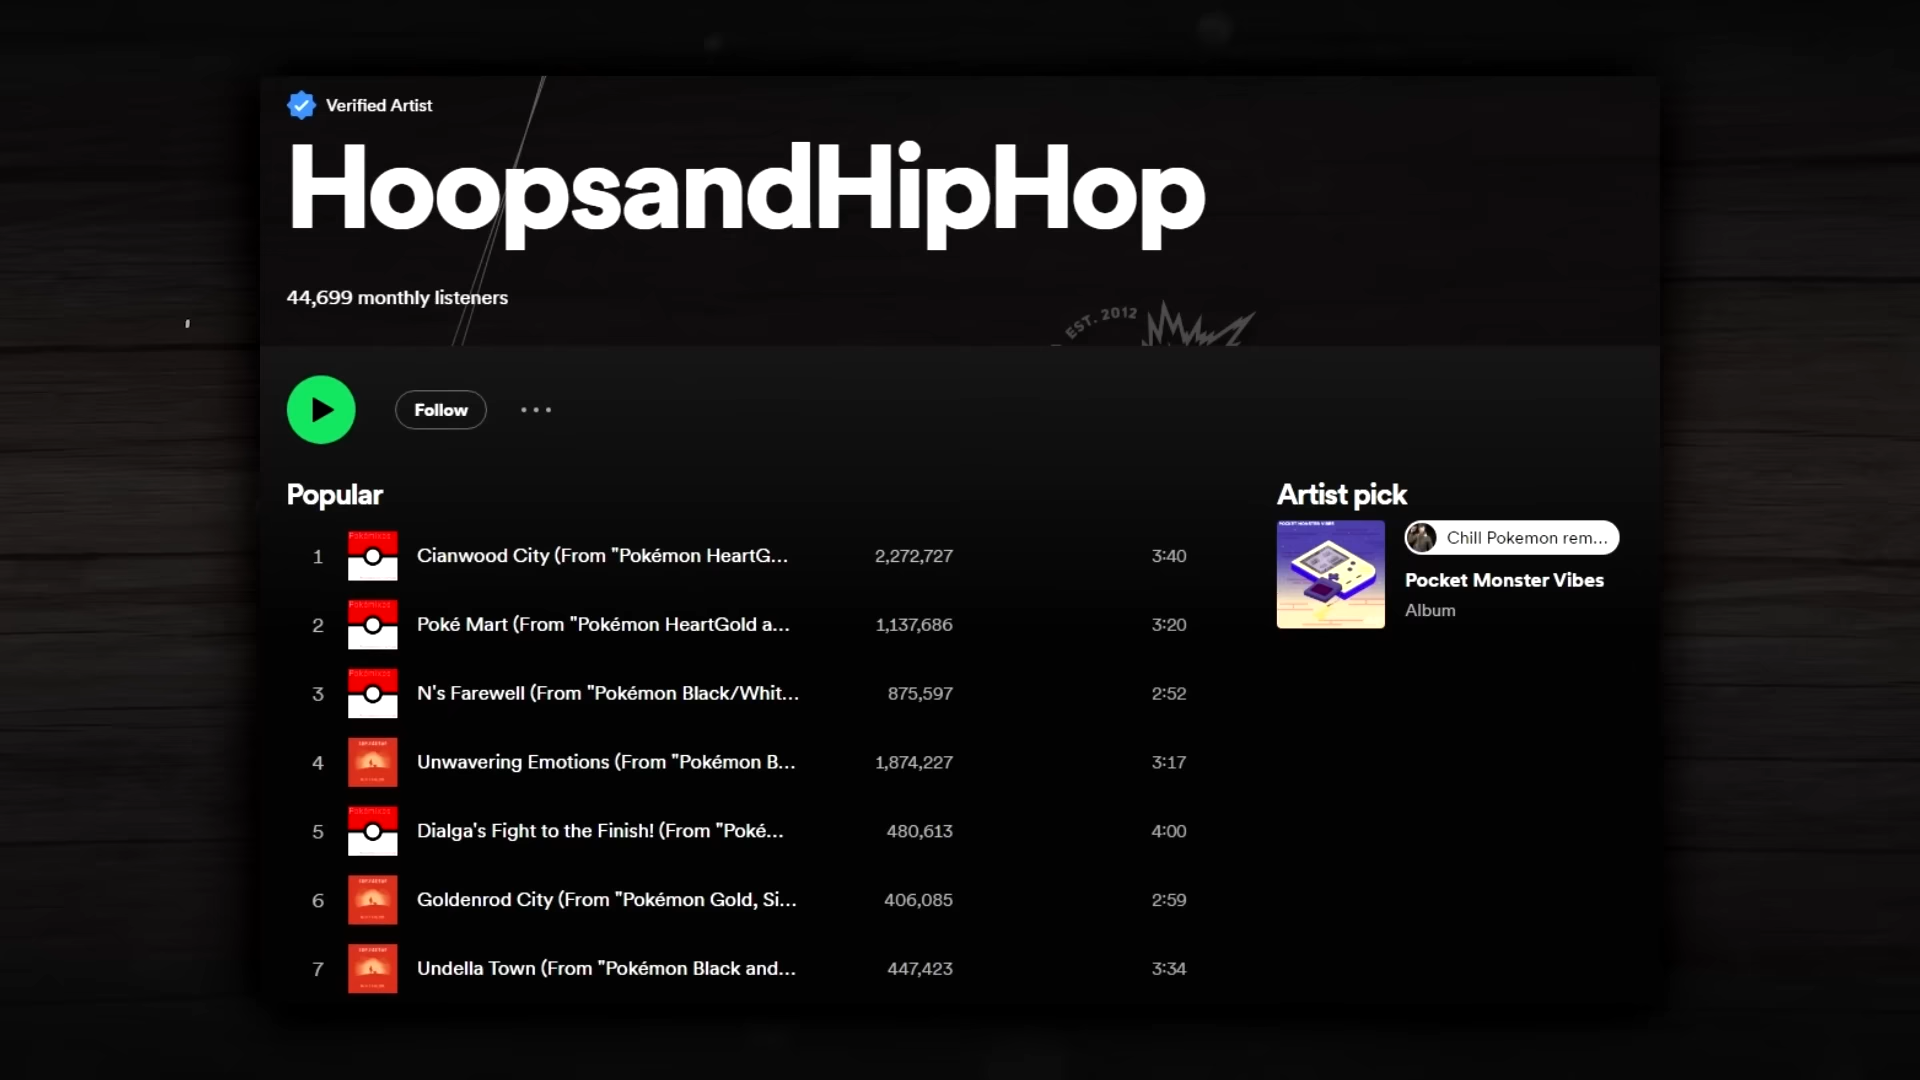 Verified Artist
HoopsandHipHop
44,699 monthly listeners
EST. 2012
Follow
Popular
Artist pick
1 Cianwood City (From "Pokémon HeartG... 2,272,727 3:40
2 Poké Mart (From "Pokémon HeartGold a... 1,137,686 3:20
3 N's Farewell (From "Pokémon Black/Whit... 875,597 2:52
4 Unwavering Emotions (From "Pokémon B... 1,874,227 3:17
5 Dialga's Fight to the Finish! (From "Poké... 480,613 4:00
6 Goldenrod City (From "Pokémon Gold, Si... 406,085 2:59
7 Undella Town (From "Pokémon Black and... 447,423 3:34
POCKET MONSTER VIBES
Chill Pokemon rem...
Pocket Monster Vibes
Album